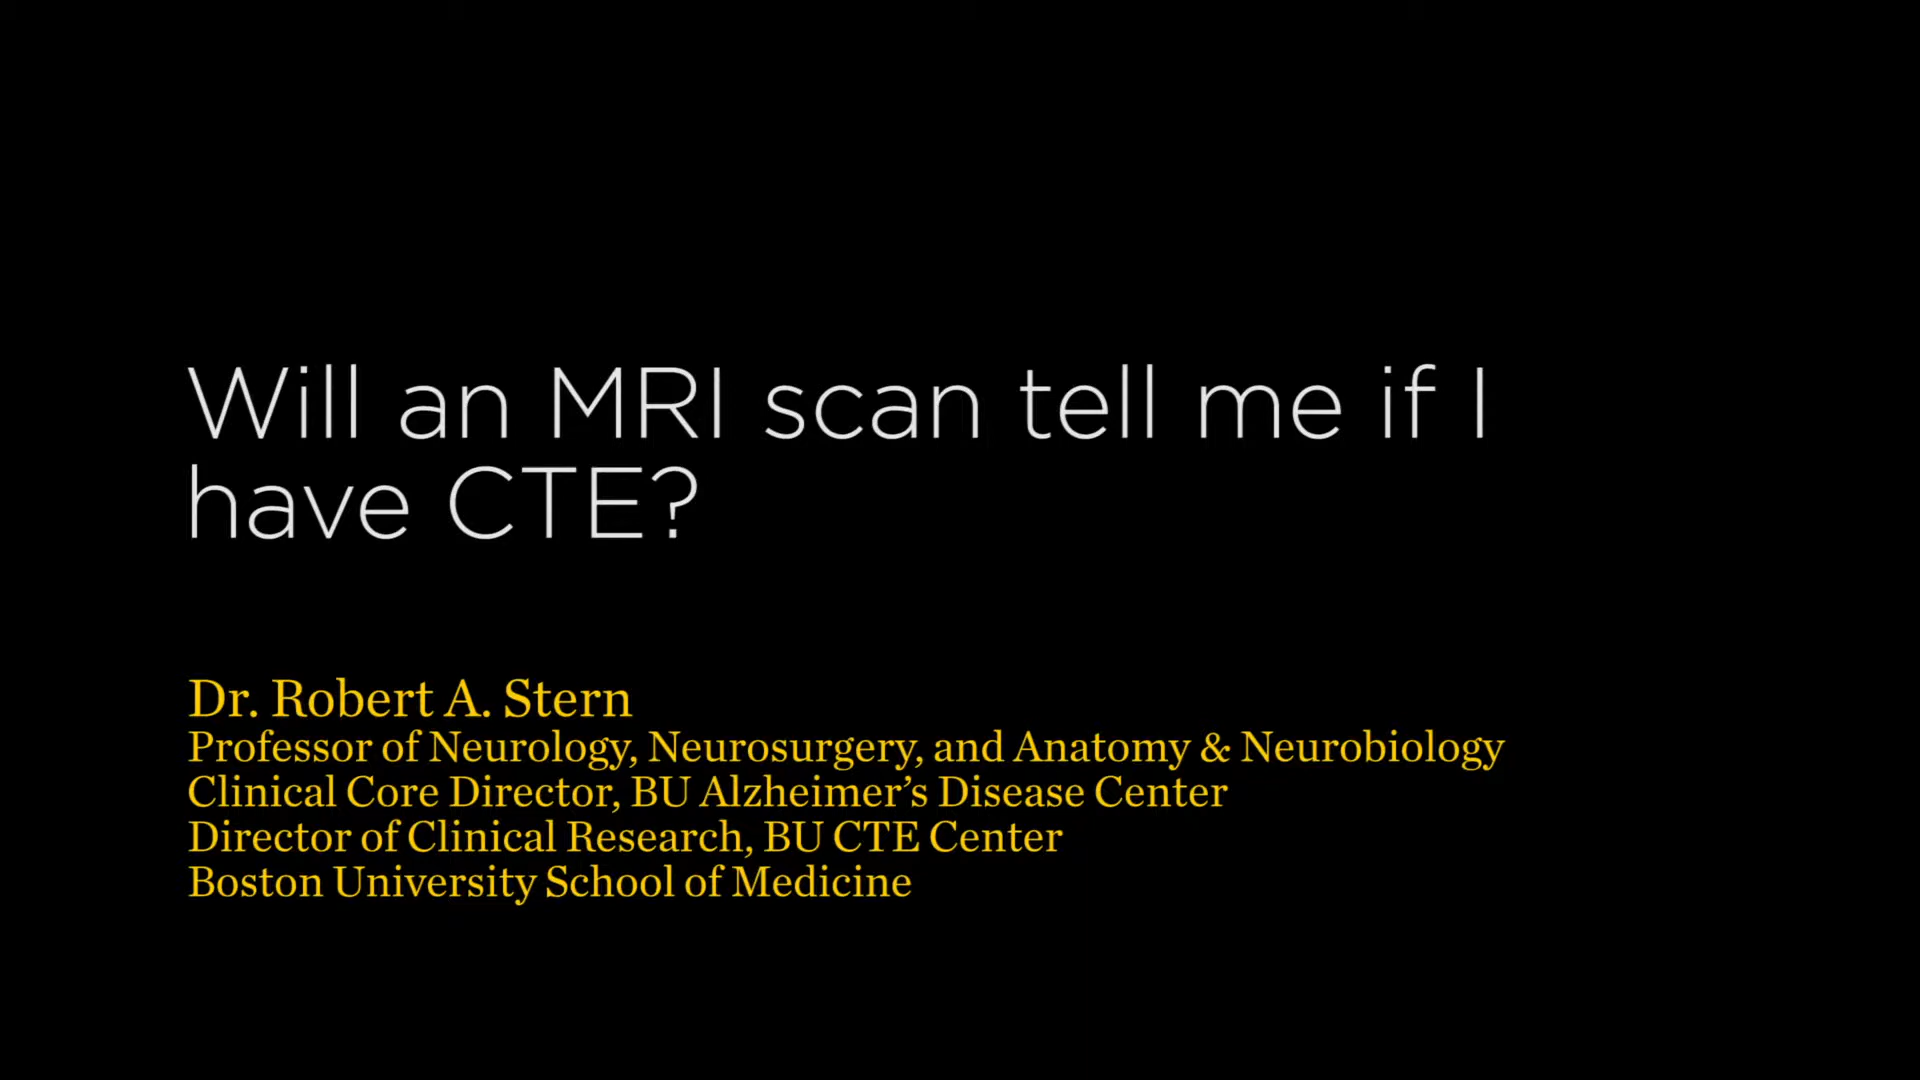 Will an MRI scan tell me if I
have CTE?
Dr. Robert A. Stern
Professor of Neurology, Neurosurgery, and Anatomy & Neurobiology
Clinical Core Director, BU Alzheimer’s Disease Center
Director of Clinical Research, BU CTE Center
Boston University School of Medicine